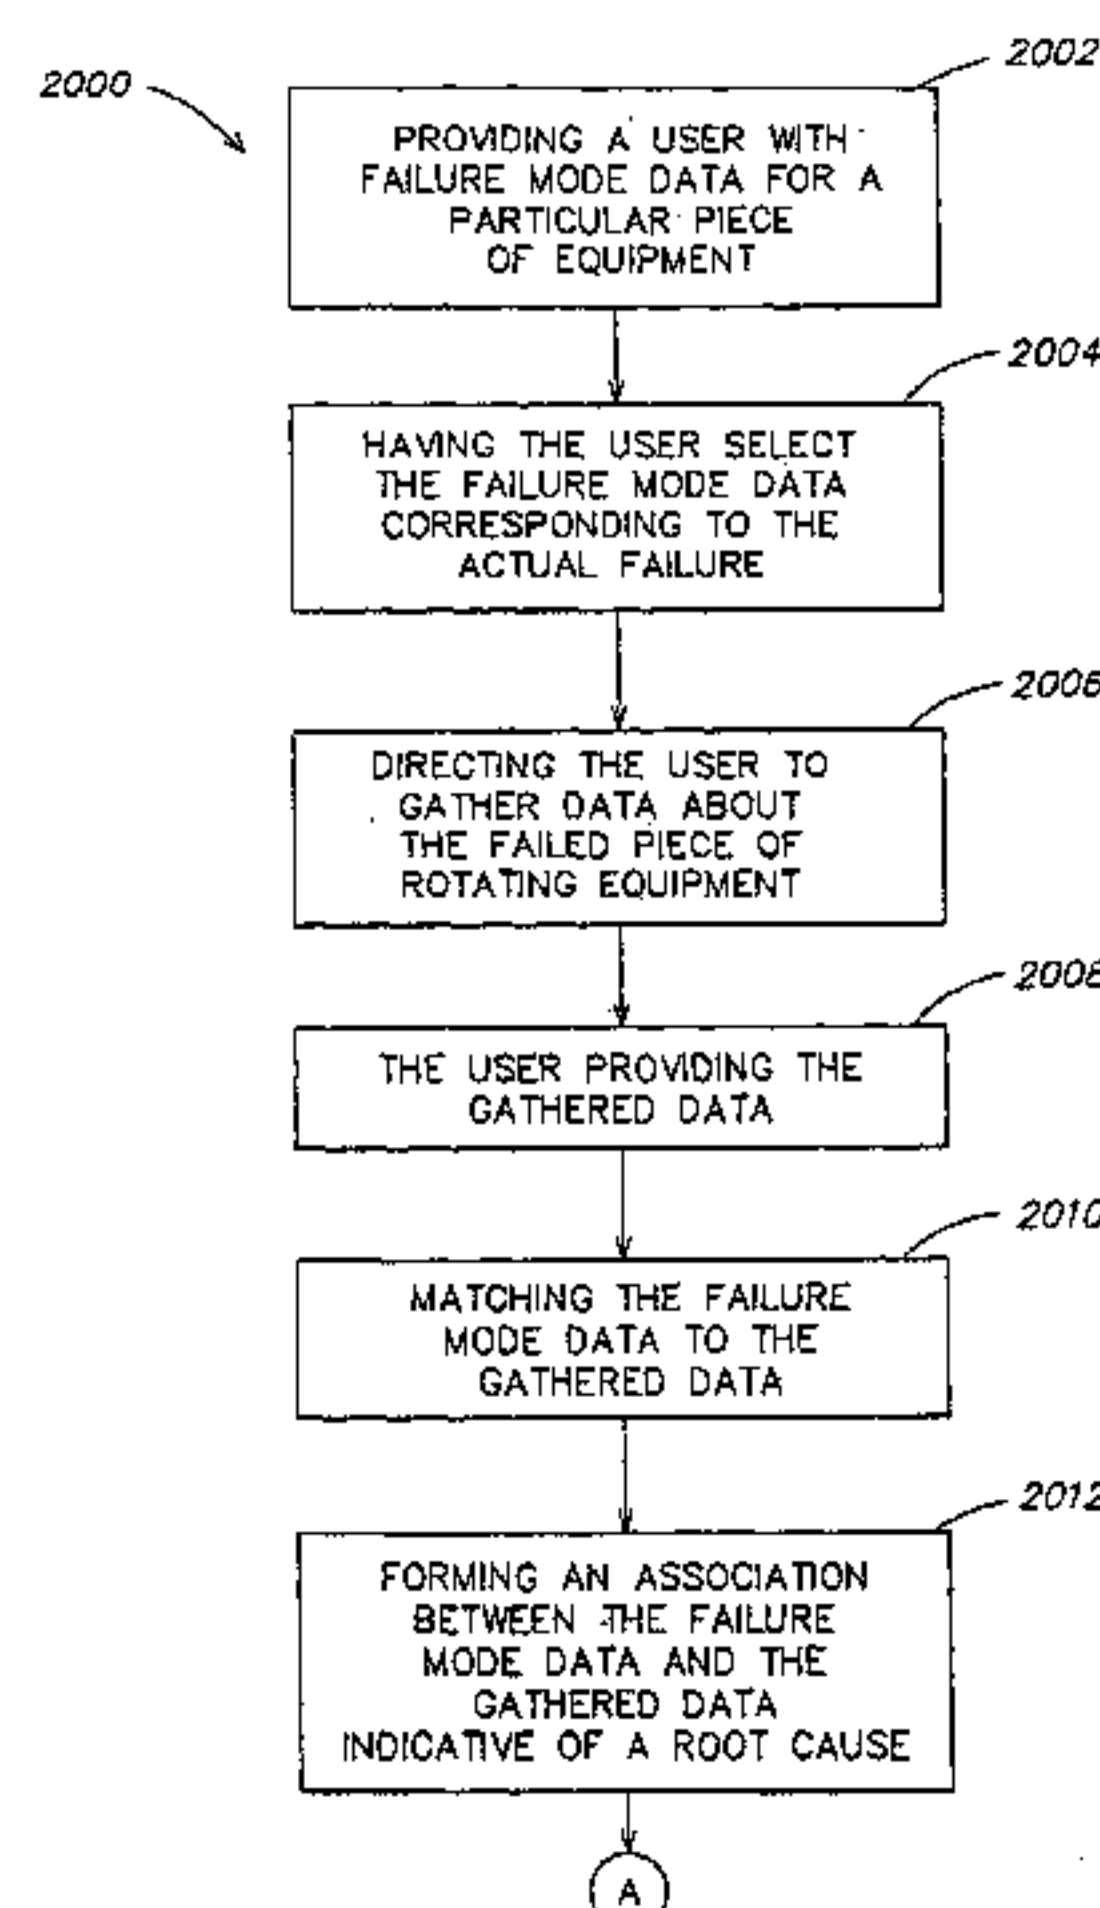 2000
2002
PROVIDING A USER WITH
FAILURE MODE DATA FOR A
PARTICULAR PIECE
OF EQUIPMENT
2004
HAVING THE USER SELECT
THE FAILURE MODE DATA
CORRESPONDING TO THE
ACTUAL FAILURE
2006
DIRECTING THE USER TO
GATHER DATA ABOUT
THE FAILED PIECE OF
ROTATING EQUIPMENT
2008
THE USER PROVIDING THE
GATHERED DATA
2010
MATCHING THE FAILURE
MODE DATA TO THE
GATHERED DATA
2012
FORMING AN ASSOCIATION
BETWEEN THE FAILURE
MODE DATA AND THE
GATHERED DATA
INDICATIVE OF A ROOT CAUSE
A